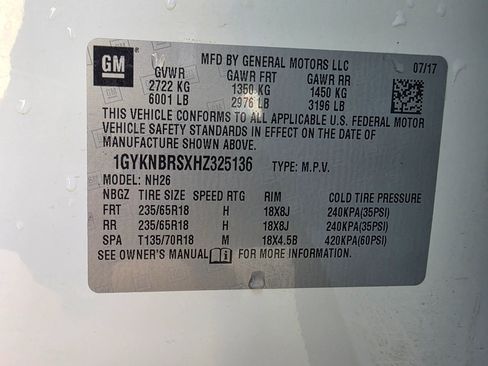 GM
MFD BY GENERAL MOTORS LLC
07/17
GVWR GAWR FRT GAWR RR
2722 KG 1350 KG 1450 KG
6001 LB 2976 LB 3196 LB
THIS VEHICLE CONFORMS TO ALL APPLICABLE U.S. FEDERAL MOTOR
VEHICLE SAFETY STANDARDS IN EFFECT ON THE DATE OF
MANUFACTURE SHOWN ABOVE.
1GYKNBRSXHZ325136 TYPE: M.P.V.
MODEL: NH26
NBGZ TIRE SIZE SPEED RTG RIM COLD TIRE PRESSURE
FRT 235/65R18 H 18X8J 240KPA(35PSI)
RR 235/65R18 H 18X8J 240KPA(35PSI)
SPA T135/70R18 M 18X4.5B 420KPA(60PSI)
SEE OWNER'S MANUAL FOR MORE INFORMATION.